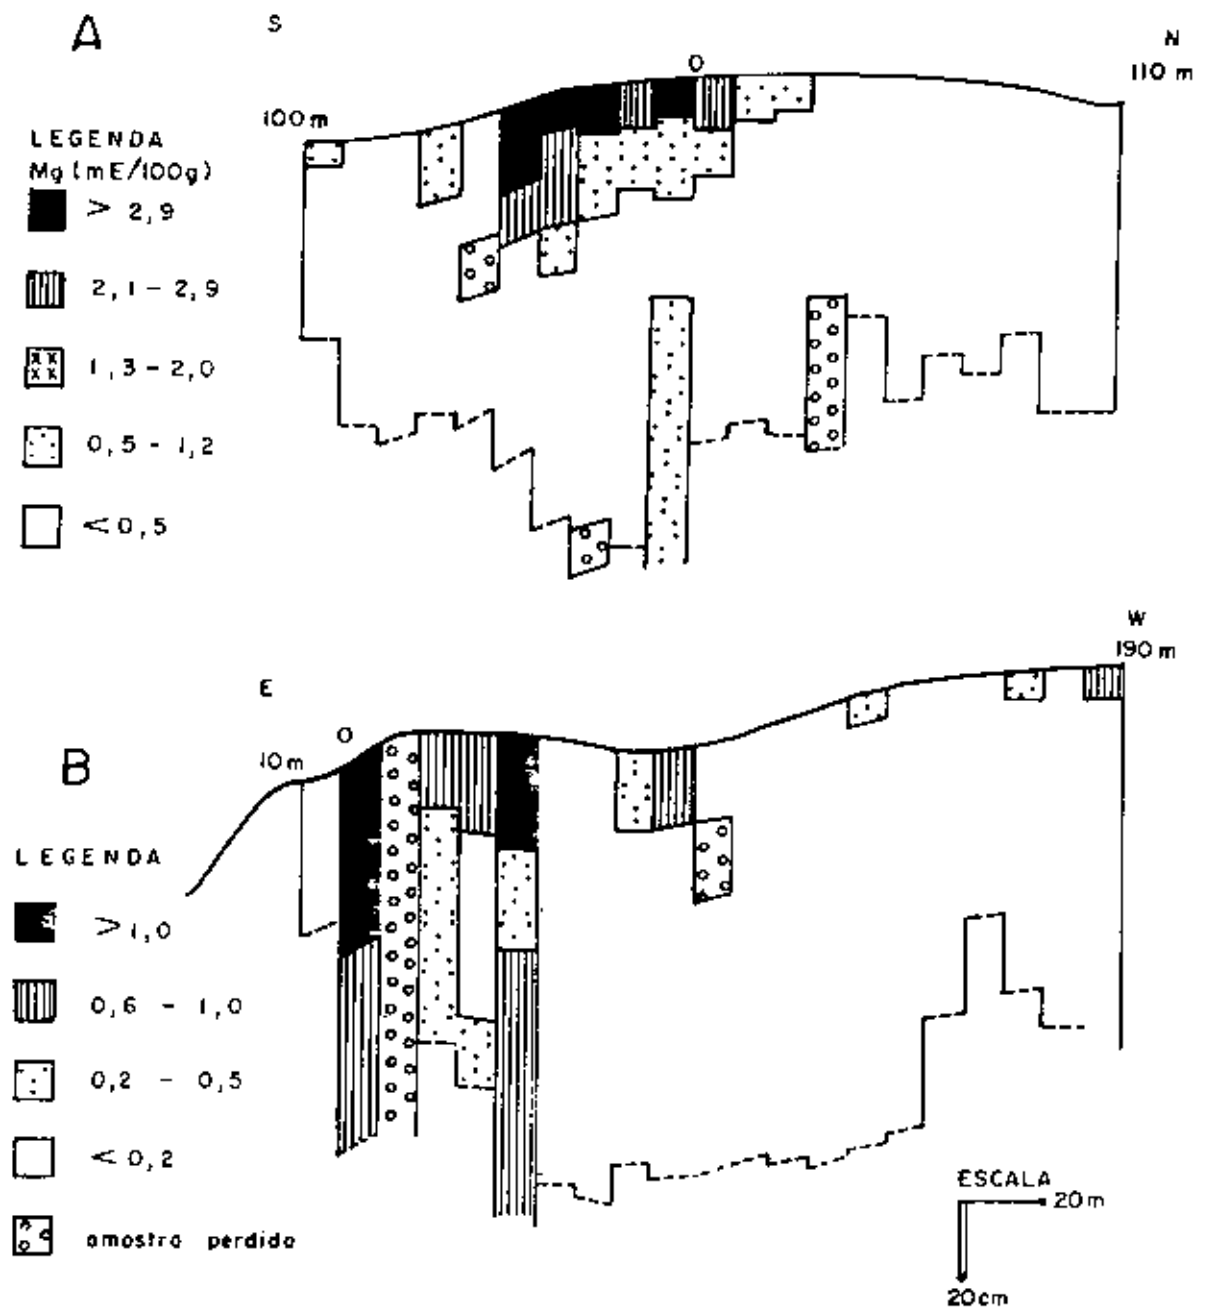 A
S
O
N
110 m
100 m
LEGENDA
Mg (mE/100g)
> 2,9
2,1 - 2,9
1,3 - 2,0
0,5 - 1,2
< 0,5
W
190 m
E
O
10 m
B
LEGENDA
> 1,0
0,6 - 1,0
0,2 - 0,5
< 0,2
amostra perdida
ESCALA
20 m
20 cm